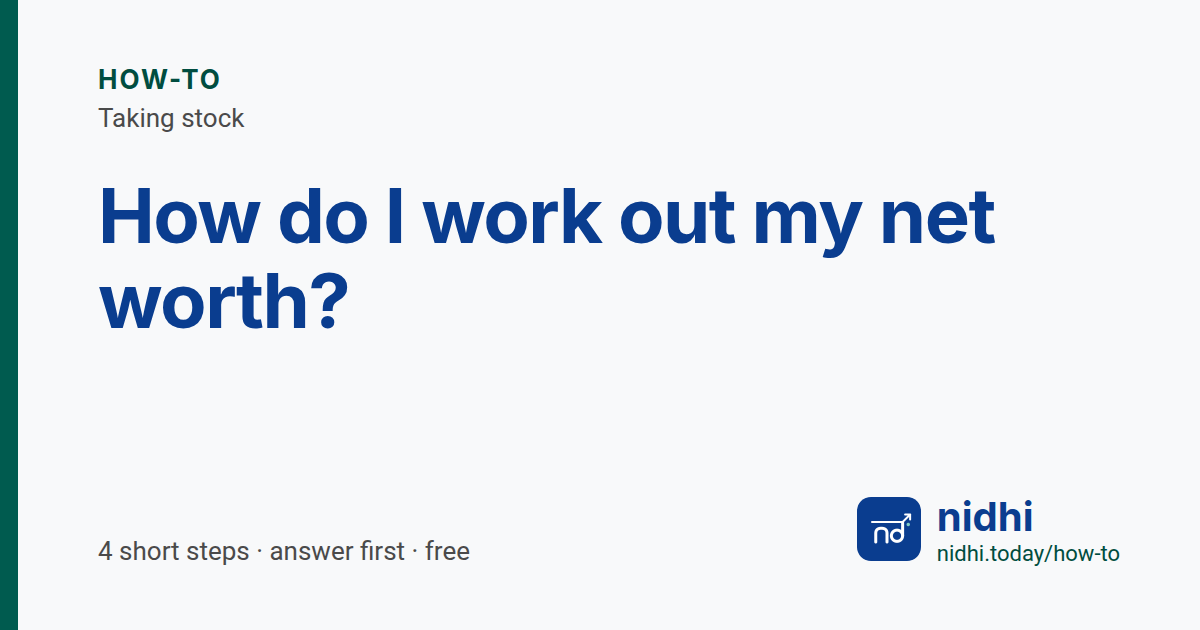 HOW-TO
Taking stock
How do I work out my net
worth?
4 short steps · answer first · free
nd
nidhi
nidhi.today/how-to